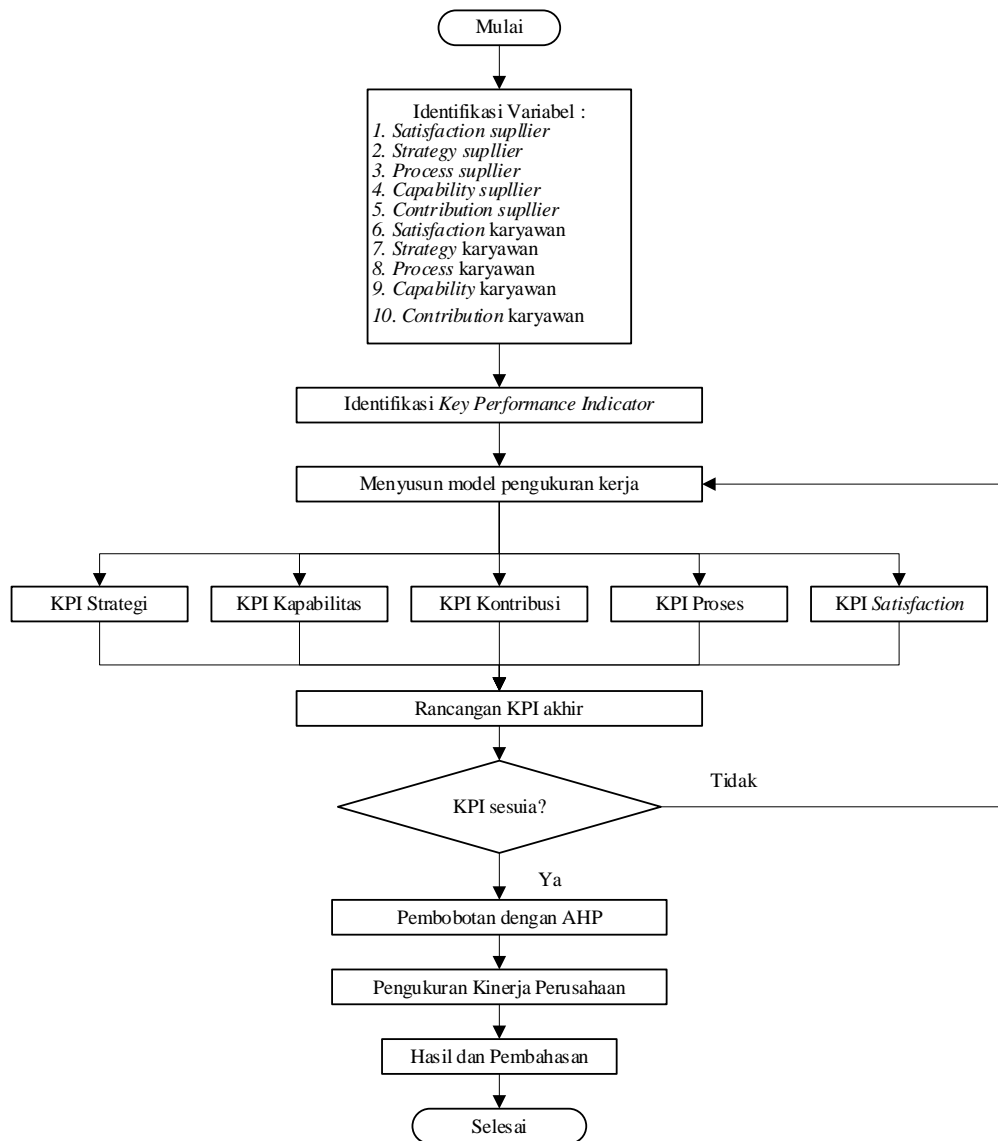 Mulai
Identifikasi Variabel :
1. Satisfaction supllier
2. Strategy supllier
3. Process supllier
4. Capability supllier
5. Contribution supllier
6. Satisfaction karyawan
7. Strategy karyawan
8. Process karyawan
9. Capability karyawan
10. Contribution karyawan
Identifikasi Key Performance Indicator
Menyusun model pengukuran kerja
KPI Strategi
KPI Kapabilitas
KPI Kontribusi
KPI Proses
KPI Satisfaction
Rancangan KPI akhir
KPI sesuia?
Tidak
Ya
Pembobotan dengan AHP
Pengukuran Kinerja Perusahaan
Hasil dan Pembahasan
Selesai